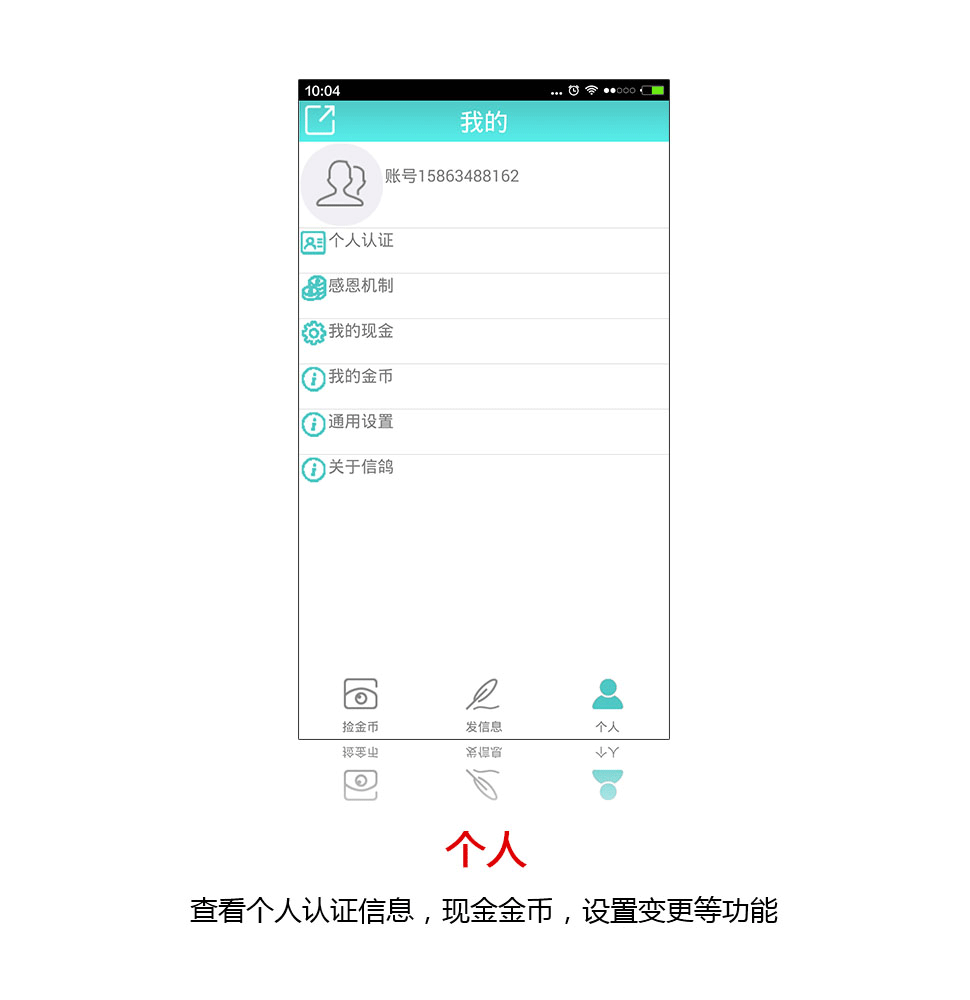 10:04
我的
账号15863488162
个人认证
感恩机制
我的现金
我的金币
通用设置
关于信鸽
捡金币 发信息 个人
个人
查看个人认证信息，现金金币，设置变更等功能